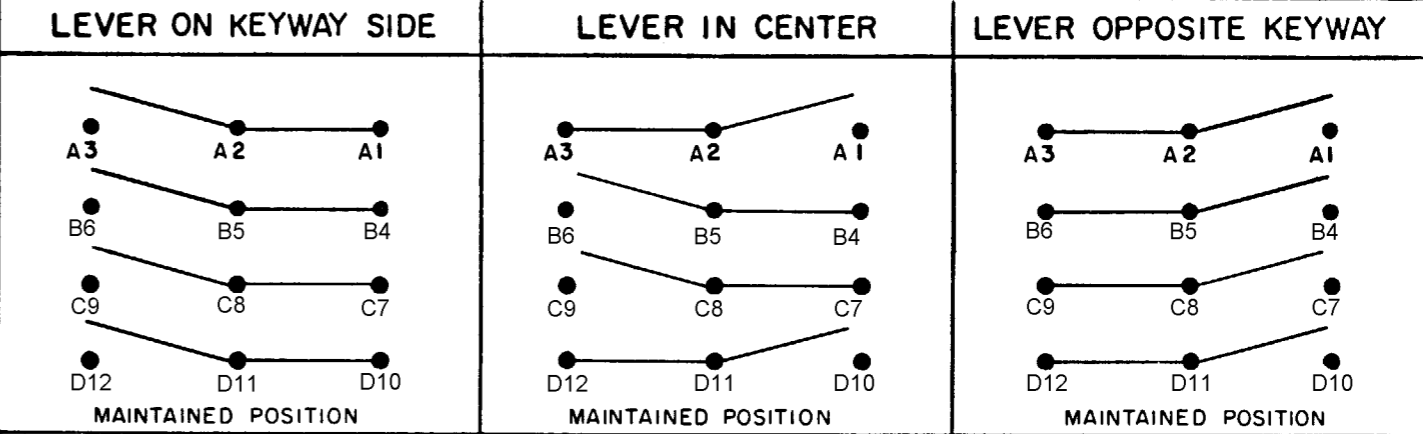 LEVER ON KEYWAY SIDE
A3 A2 A1
B6 B5 B4
C9 C8 C7
D12 D11 D10
MAINTAINED POSITION
LEVER IN CENTER
A3 A2 A1
B6 B5 B4
C9 C8 C7
D12 D11 D10
MAINTAINED POSITION
LEVER OPPOSITE KEYWAY
A3 A2 A1
B6 B5 B4
C9 C8 C7
D12 D11 D10
MAINTAINED POSITION